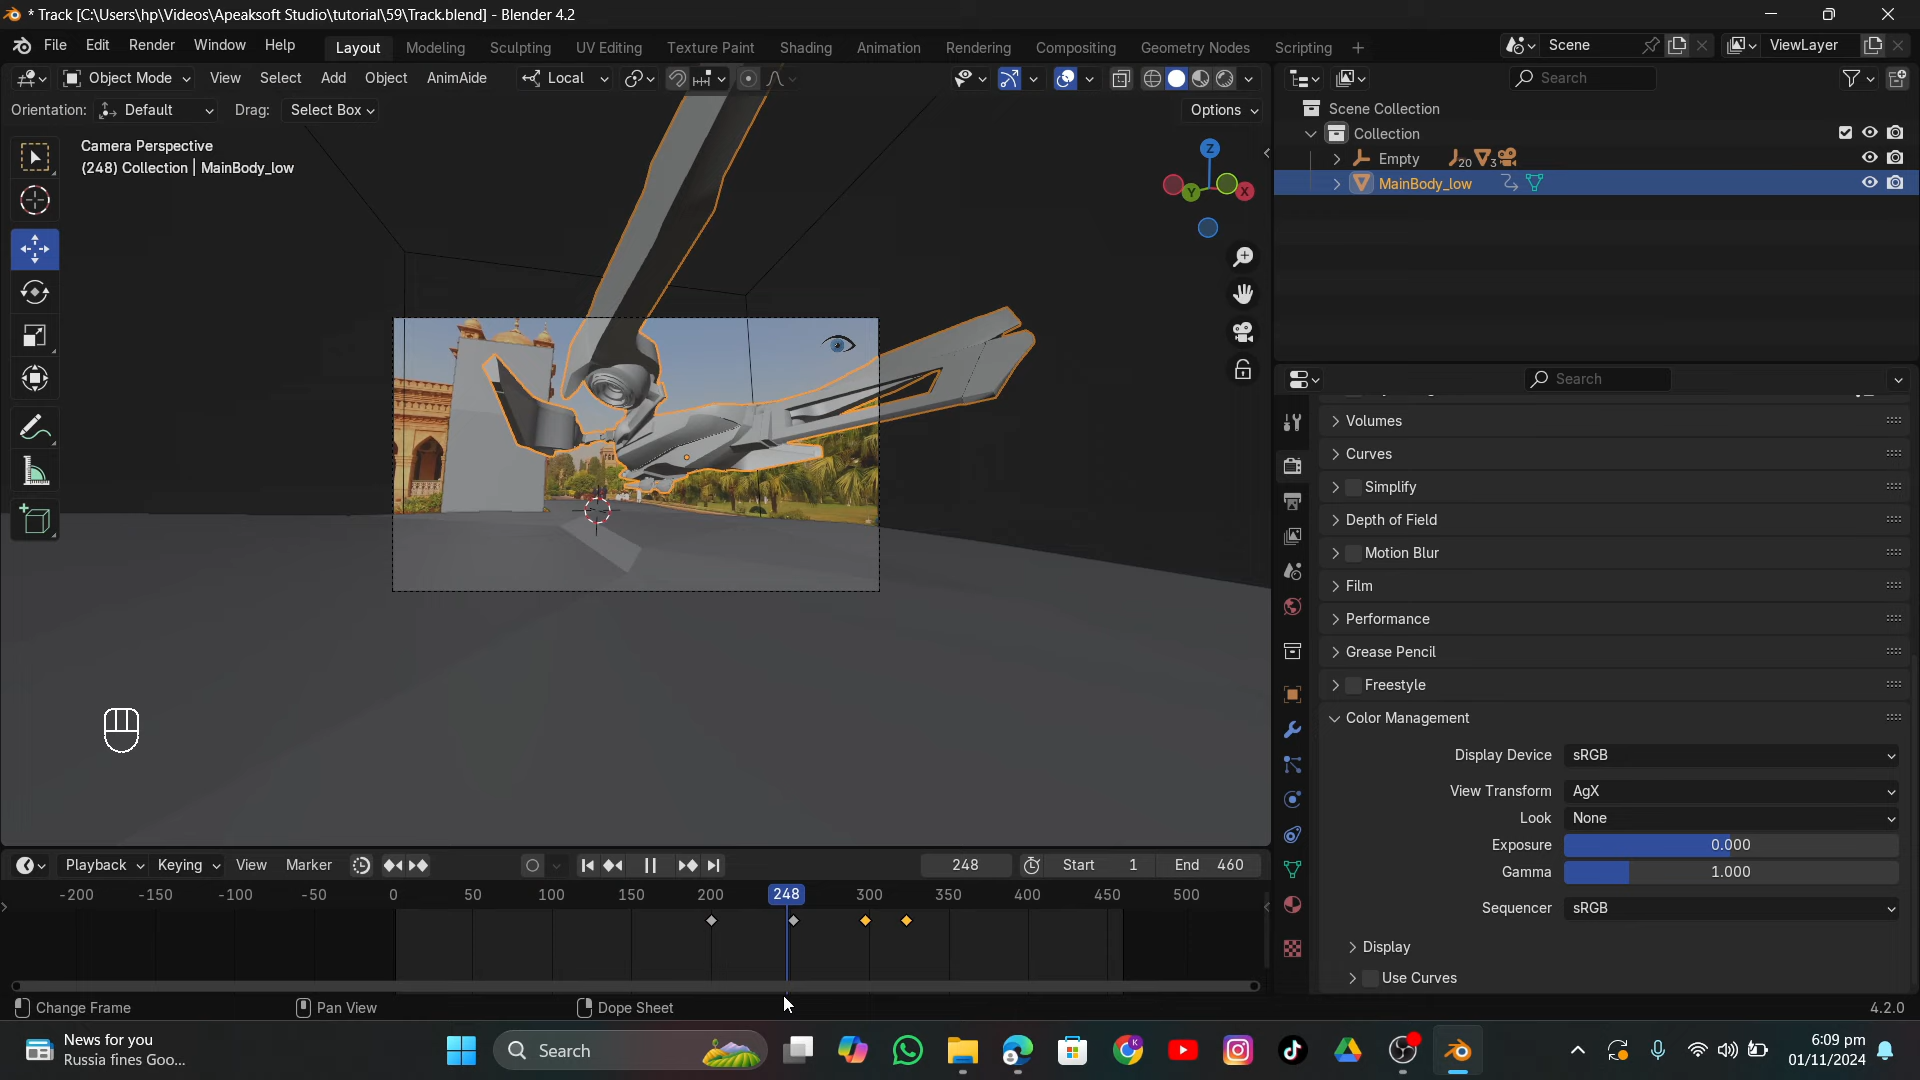 * Track [C:\Users\hp\Videos\Apeaksoft Studio\tutorial\59\Track.blend] - Blender 4.2
File Edit Render Window Help Layout Modeling Sculpting UV Editing Texture Paint Shading Animation Rendering Compositing Geometry Nodes Scripting + Scene ViewLayer
Object Mode View Select Add Object AnimAide Local Search
Orientation: Default Drag: Select Box Options
Camera Perspective
(248) Collection | MainBody_low
Z
X
Y
Scene Collection
Collection
Empty 20 3
MainBody_low
Search
Volumes
Curves
Simplify
Depth of Field
Motion Blur
Film
Performance
Grease Pencil
Freestyle
Color Management
Display Device sRGB
View Transform AgX
Look None
Exposure 0.000
Gamma 1.000
Sequencer sRGB
Display
Use Curves
Playback Keying View Marker 248 Start 1 End 460
-200 -150 -100 -50 0 50 100 150 200 248 300 350 400 450 500
Change Frame Pan View Dope Sheet 4.2.0
News for you
Russia fines Goo...
Search
6:09 pm
01/11/2024